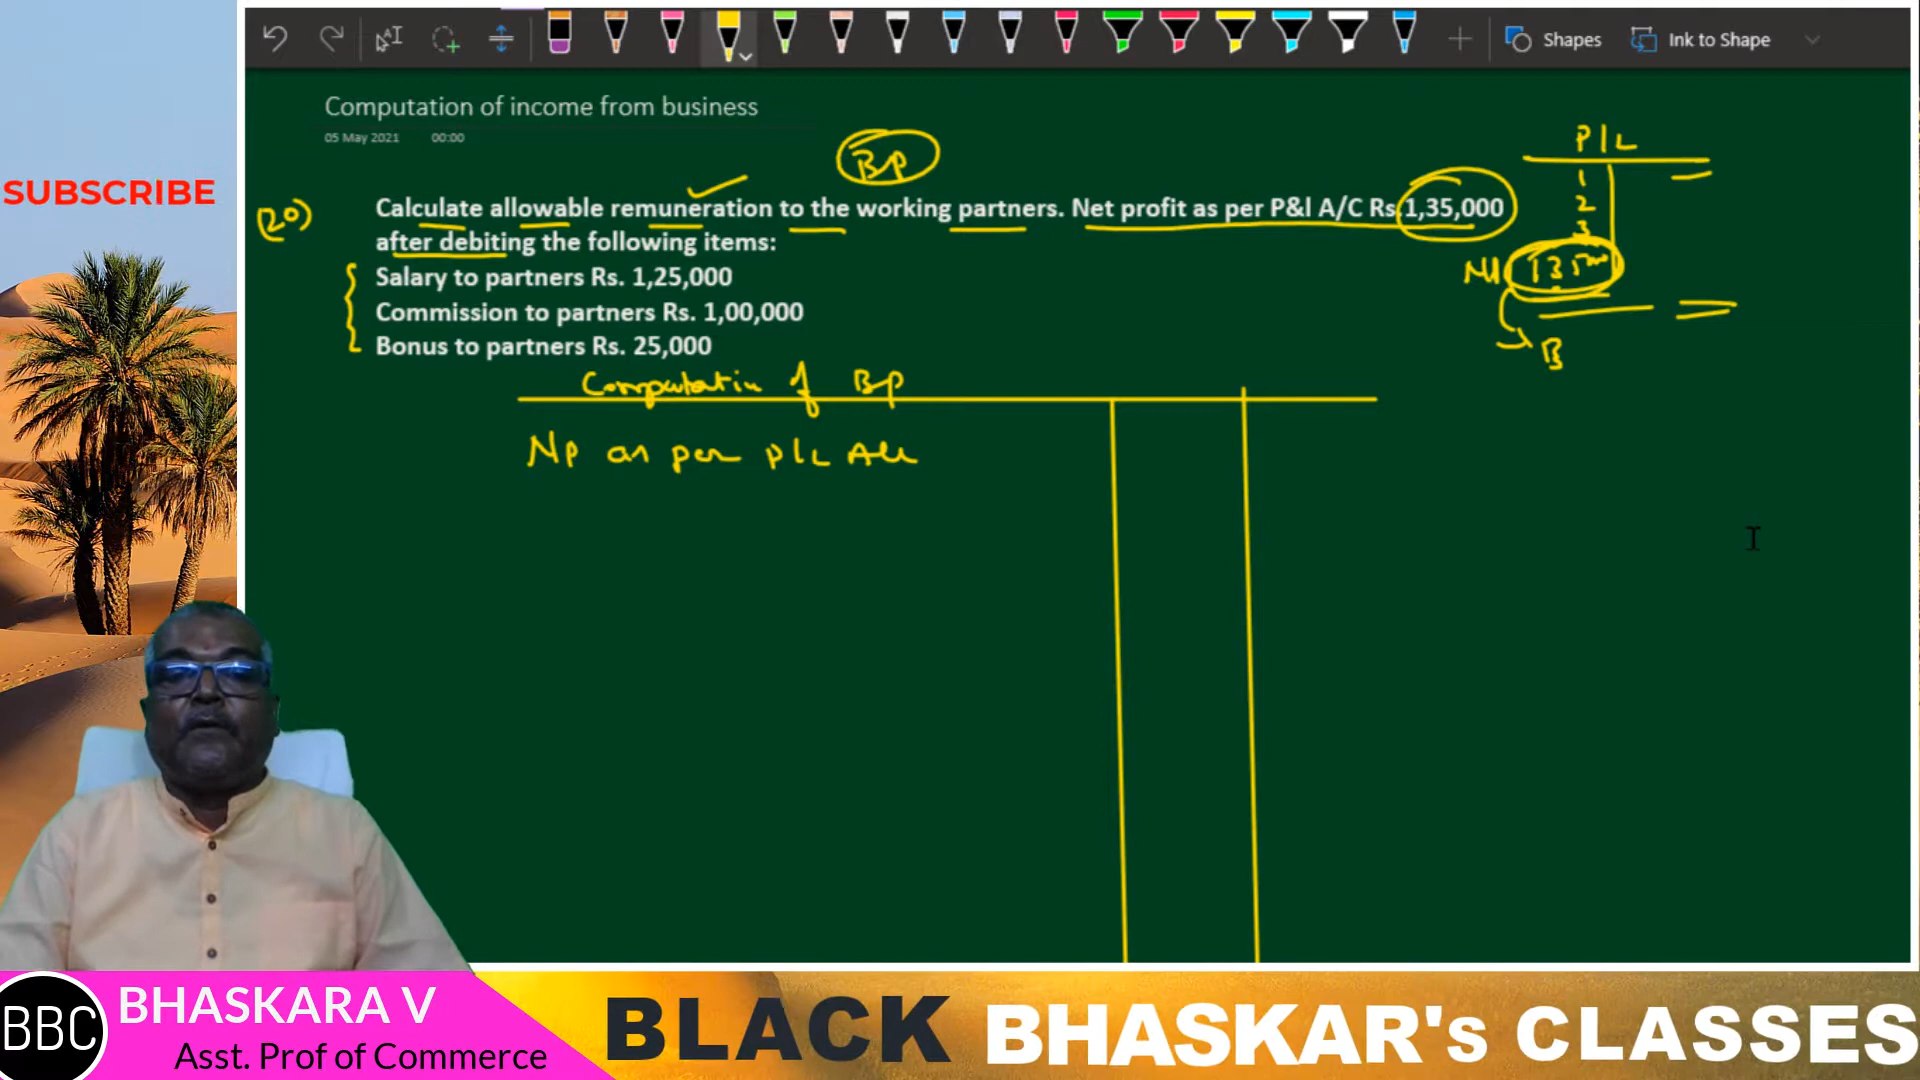 Shapes
Ink to Shape
Computation of income from business
05 May 2021 00:00
SUBSCRIBE
BP
P/L
(20)
Calculate allowable remuneration to the working partners. Net profit as per P&l A/C Rs 1,35,000
after debiting the following items:
Salary to partners Rs. 1,25,000
Commission to partners Rs. 1,00,000
Bonus to partners Rs. 25,000
1
2
3
B
Computation of BP
NP as per P/L
BBC
BHASKARA V
Asst. Prof of Commerce
BLACK BHASKAR's CLASSES